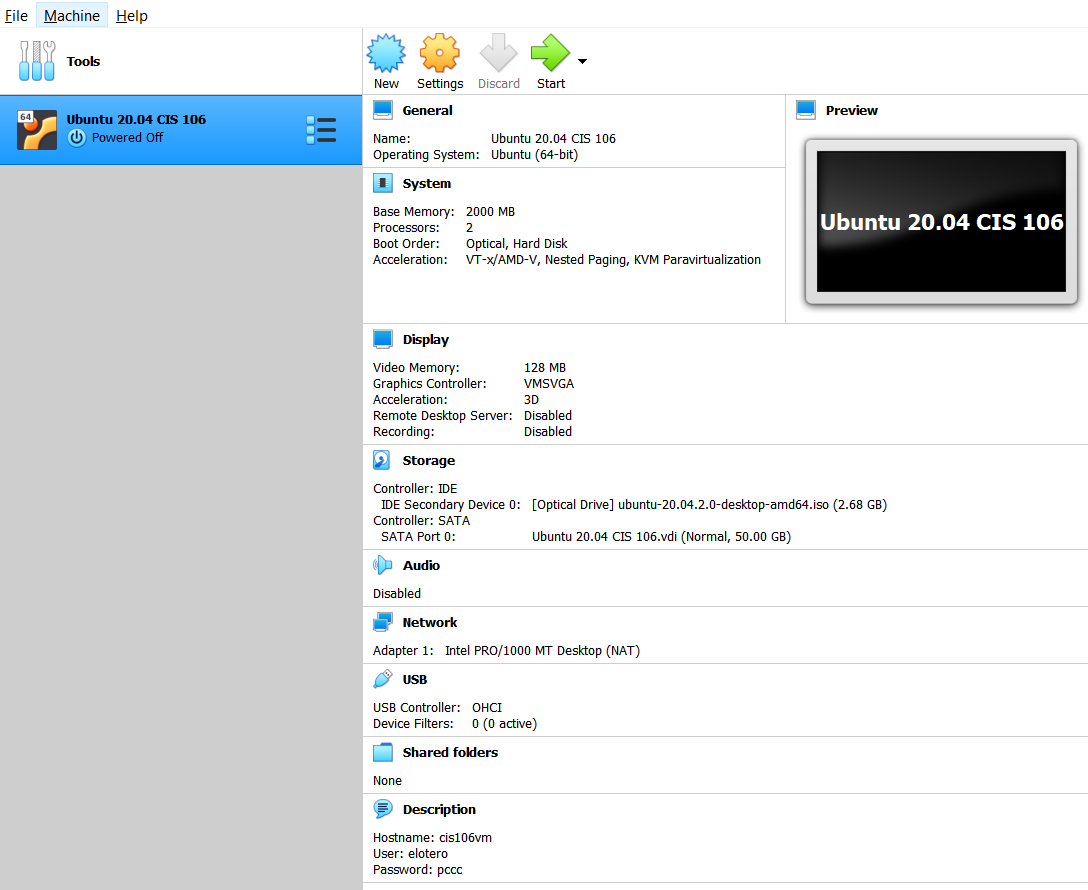 File Machine Help
Tools
New Settings Discard Start
64
Ubuntu 20.04 CIS 106
Powered Off
General
Name: Ubuntu 20.04 CIS 106
Operating System: Ubuntu (64-bit)
Preview
Ubuntu 20.04 CIS 106
System
Base Memory: 2000 MB
Processors: 2
Boot Order: Optical, Hard Disk
Acceleration: VT-x/AMD-V, Nested Paging, KVM Paravirtualization
Display
Video Memory: 128 MB
Graphics Controller: VMSVGA
Acceleration: 3D
Remote Desktop Server: Disabled
Recording: Disabled
Storage
Controller: IDE
IDE Secondary Device 0: [Optical Drive] ubuntu-20.04.2.0-desktop-amd64.iso (2.68 GB)
Controller: SATA
SATA Port 0: Ubuntu 20.04 CIS 106.vdi (Normal, 50.00 GB)
Audio
Disabled
Network
Adapter 1: Intel PRO/1000 MT Desktop (NAT)
USB
USB Controller: OHCI
Device Filters: 0 (0 active)
Shared folders
None
Description
Hostname: cis106vm
User: elotero
Password: pccc